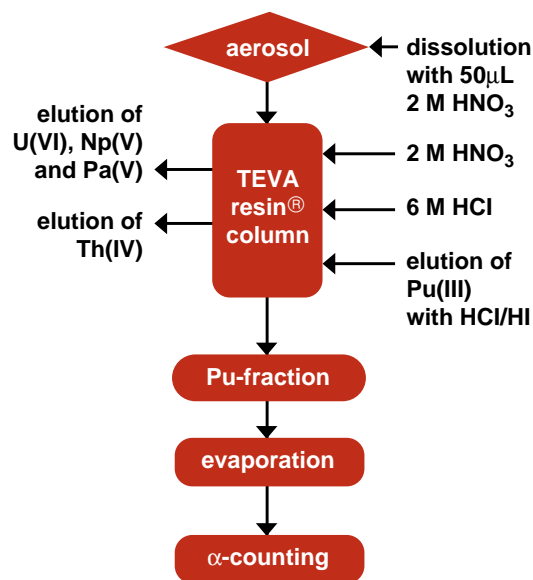 aerosol
dissolution
with 50μL
2 M HNO₃
elution of
U(VI), Np(V)
and Pa(V)
elution of
Th(IV)
TEVA
resin®
column
2 M HNO₃
6 M HCl
elution of
Pu(III)
with HCl/HI
Pu-fraction
evaporation
α-counting